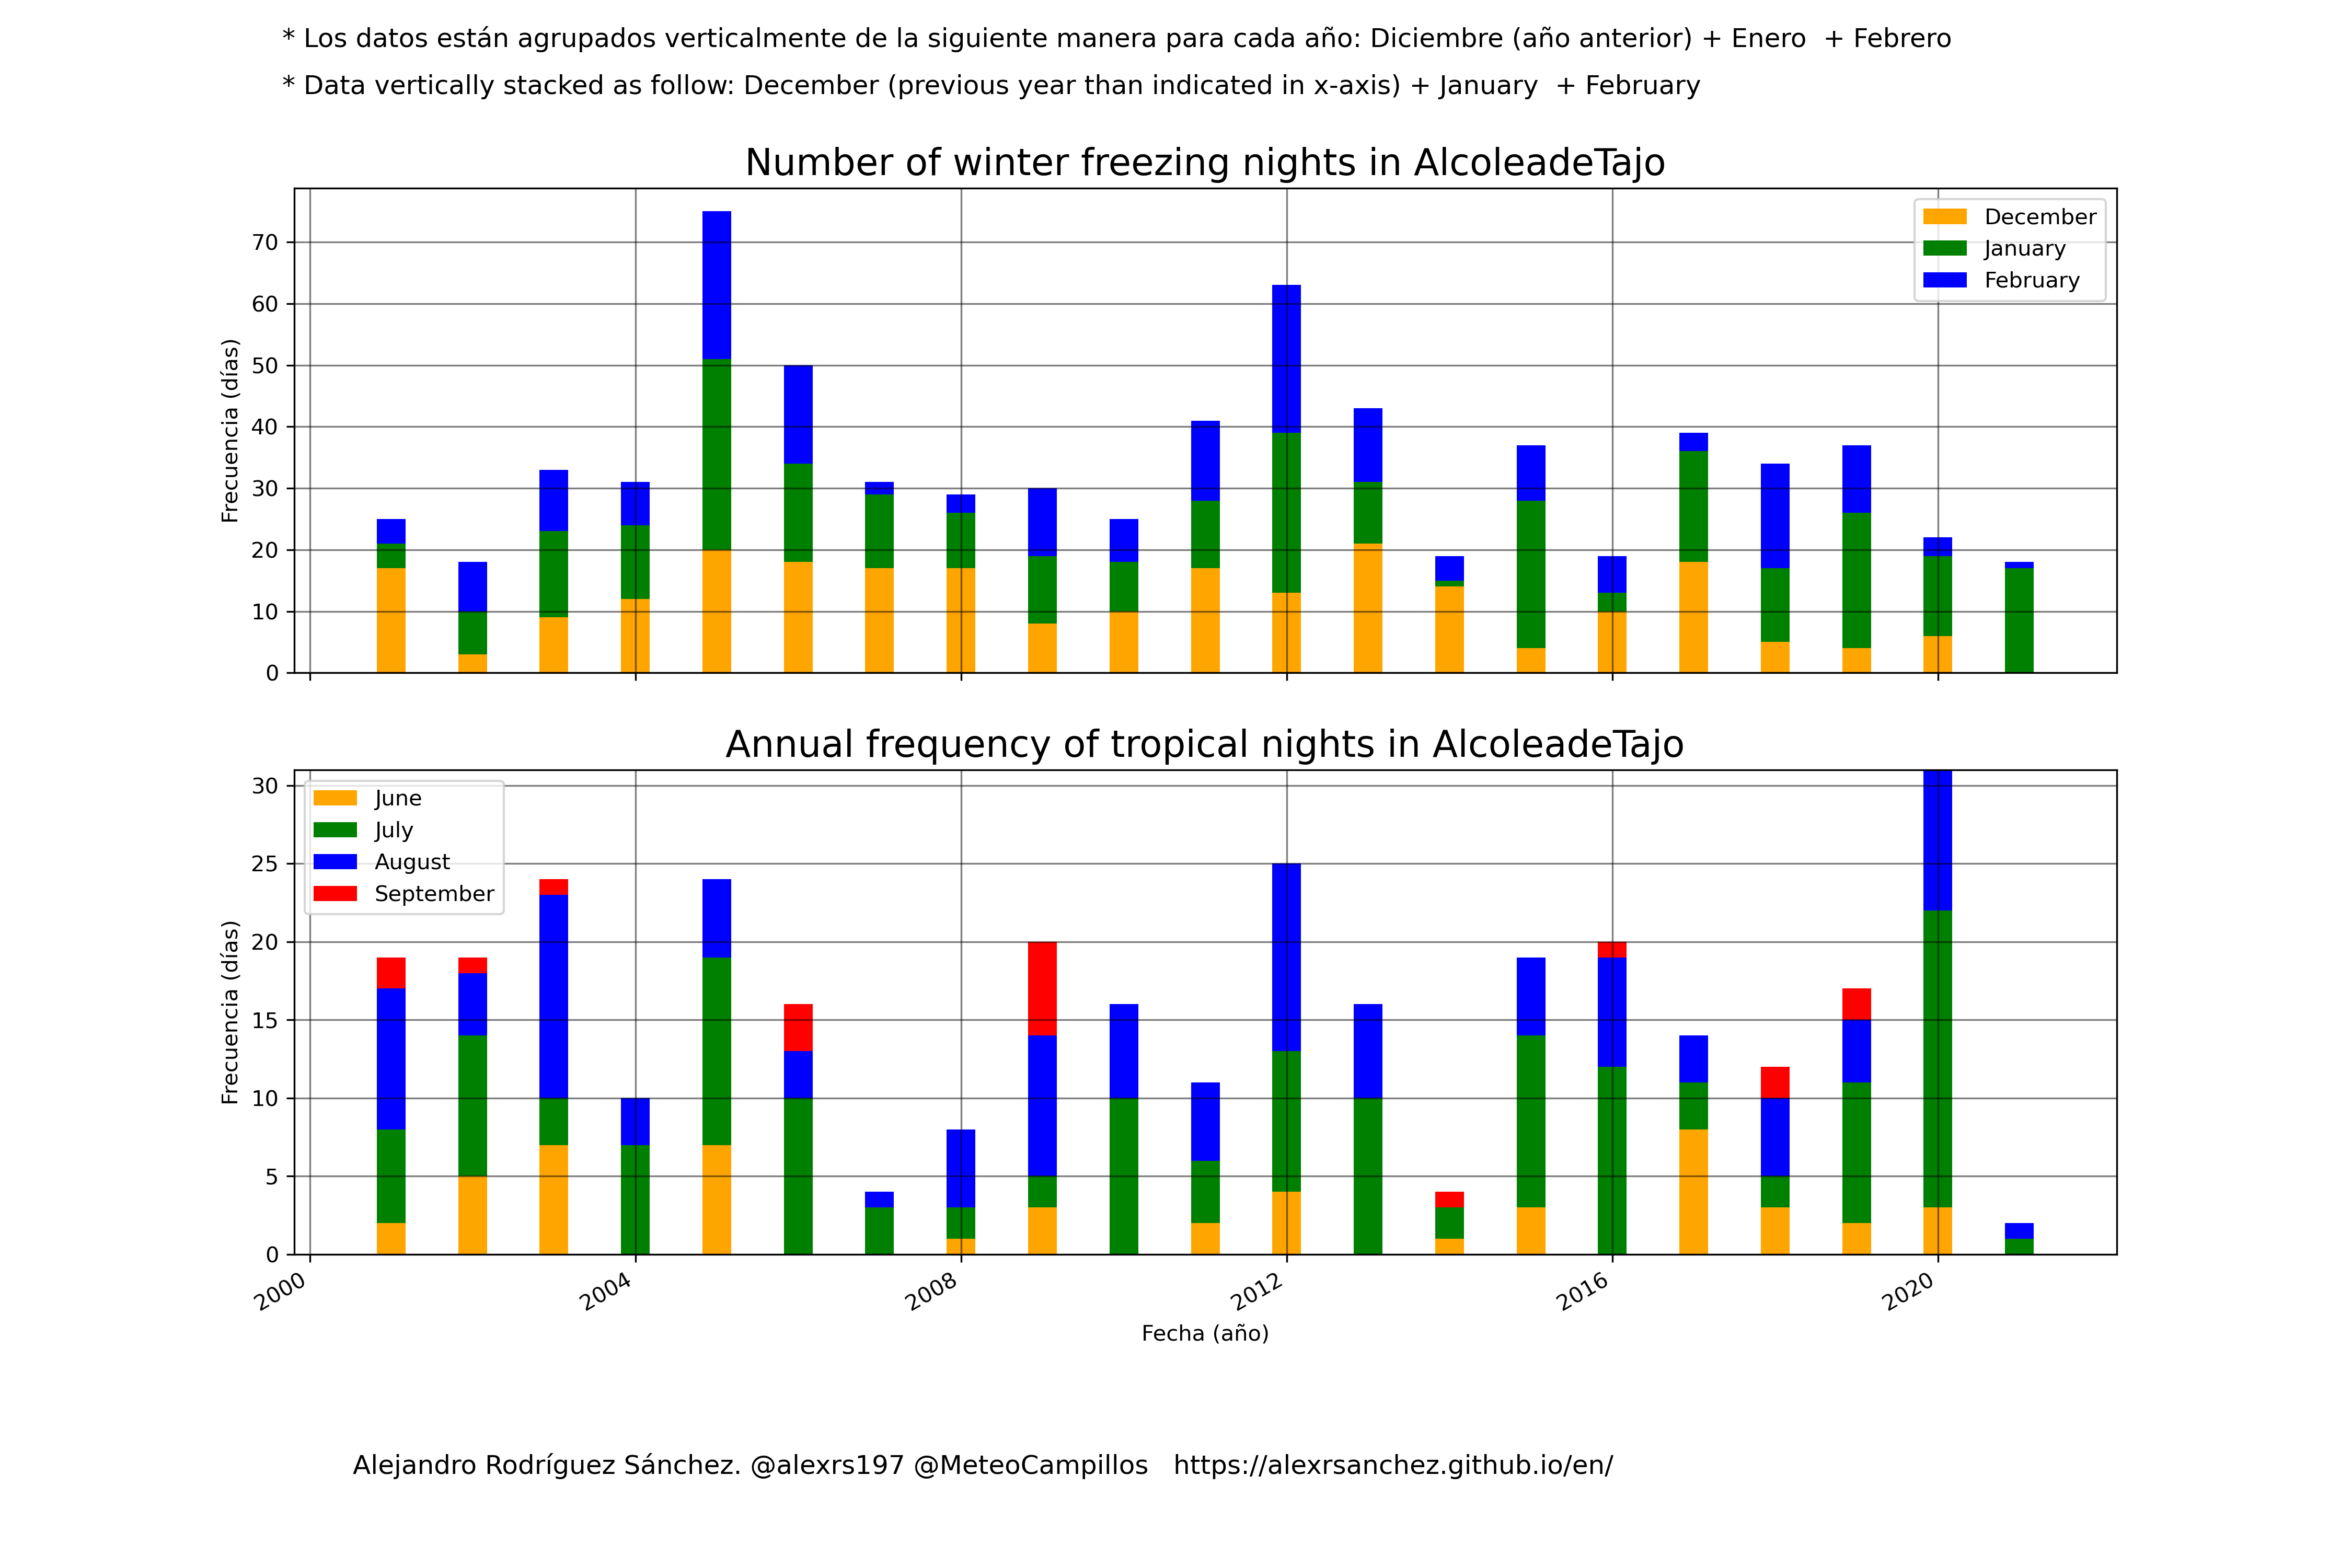 * Los datos están agrupados verticalmente de la siguiente manera para cada año: Diciembre (año anterior) + Enero  + Febrero
* Data vertically stacked as follow: December (previous year than indicated in x-axis) + January  + February
Number of winter freezing nights in AlcoleadeTajo
Frecuencia (días)
70
60
50
40
30
20
10
0
December
January
February
Annual frequency of tropical nights in AlcoleadeTajo
Frecuencia (días)
30
25
20
15
10
5
0
June
July
August
September
2000 2004 2008 2012 2016 2020
Fecha (año)
Alejandro Rodríguez Sánchez. @alexrs197 @MeteoCampillos   https://alexrsanchez.github.io/en/